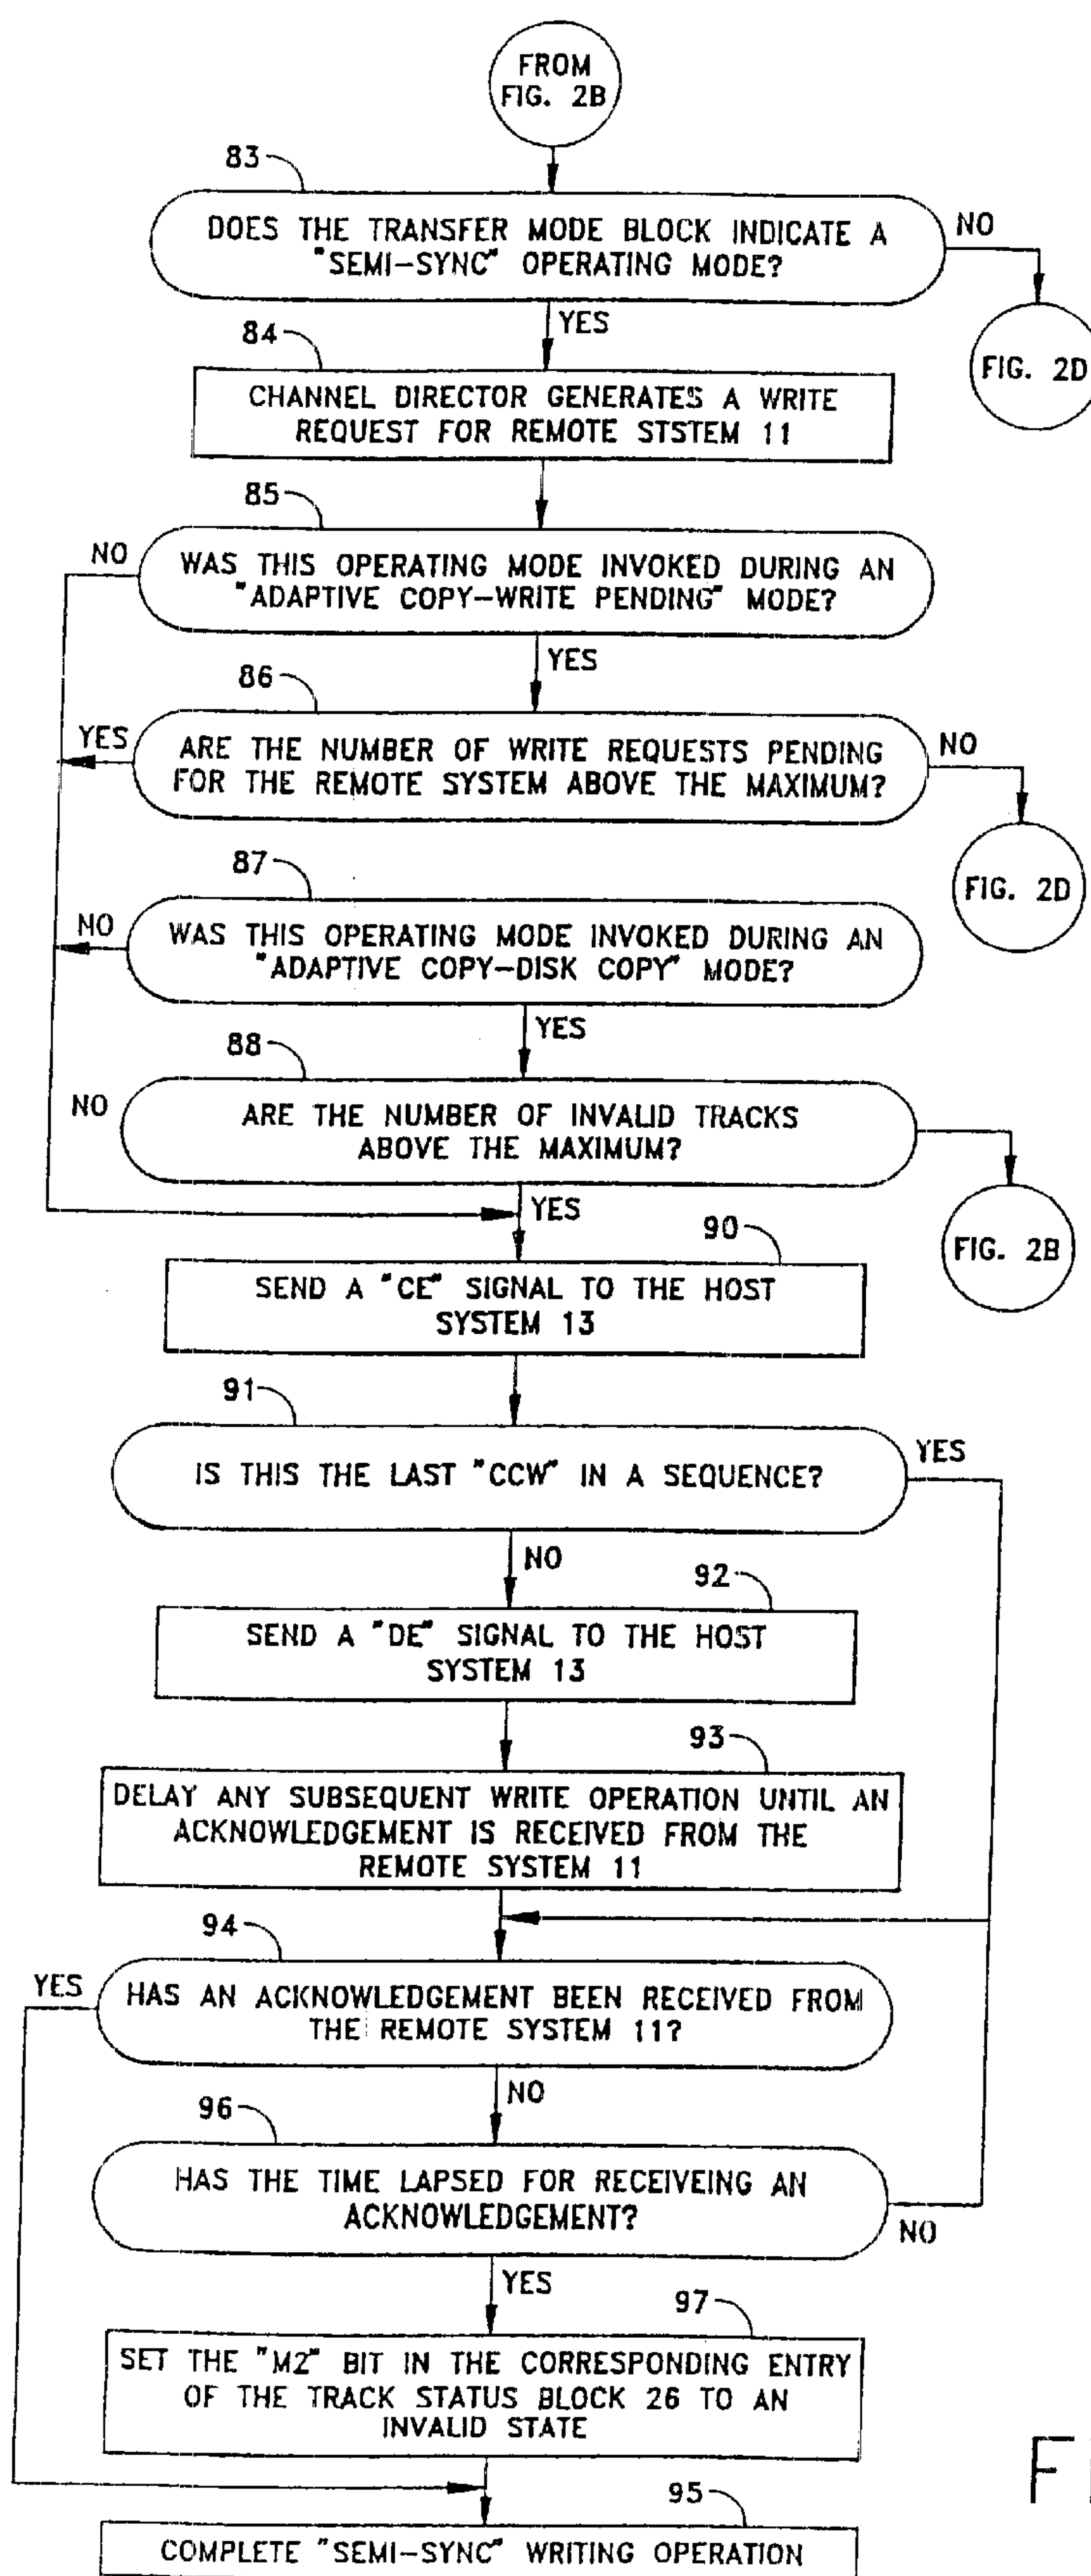 FROM
FIG. 2B
83
DOES THE TRANSFER MODE BLOCK INDICATE A
"SEMI-SYNC" OPERATING MODE?
NO
FIG. 2D
YES
84
CHANNEL DIRECTOR GENERATES A WRITE
REQUEST FOR REMOTE STSTEM 11
85
NO
WAS THIS OPERATING MODE INVOKED DURING AN
"ADAPTIVE COPY-WRITE PENDING" MODE?
YES
86
YES
ARE THE NUMBER OF WRITE REQUESTS PENDING
FOR THE REMOTE SYSTEM ABOVE THE MAXIMUM?
NO
FIG. 2D
87
NO
WAS THIS OPERATING MODE INVOKED DURING AN
"ADAPTIVE COPY-DISK COPY" MODE?
YES
88
NO
ARE THE NUMBER OF INVALID TRACKS
ABOVE THE MAXIMUM?
YES
FIG. 2B
90
SEND A "CE" SIGNAL TO THE HOST
SYSTEM 13
91
IS THIS THE LAST "CCW" IN A SEQUENCE?
YES
NO
92
SEND A "DE" SIGNAL TO THE HOST
SYSTEM 13
93
DELAY ANY SUBSEQUENT WRITE OPERATION UNTIL AN
ACKNOWLEDGEMENT IS RECEIVED FROM THE
REMOTE SYSTEM 11
94
YES
HAS AN ACKNOWLEDGEMENT BEEN RECEIVED FROM
THE REMOTE SYSTEM 11?
NO
96
HAS THE TIME LAPSED FOR RECEIVEING AN
ACKNOWLEDGEMENT?
NO
YES
97
SET THE "M2" BIT IN THE CORRESPONDING ENTRY
OF THE TRACK STATUS BLOCK 26 TO AN
INVALID STATE
95
COMPLETE "SEMI-SYNC" WRITING OPERATION